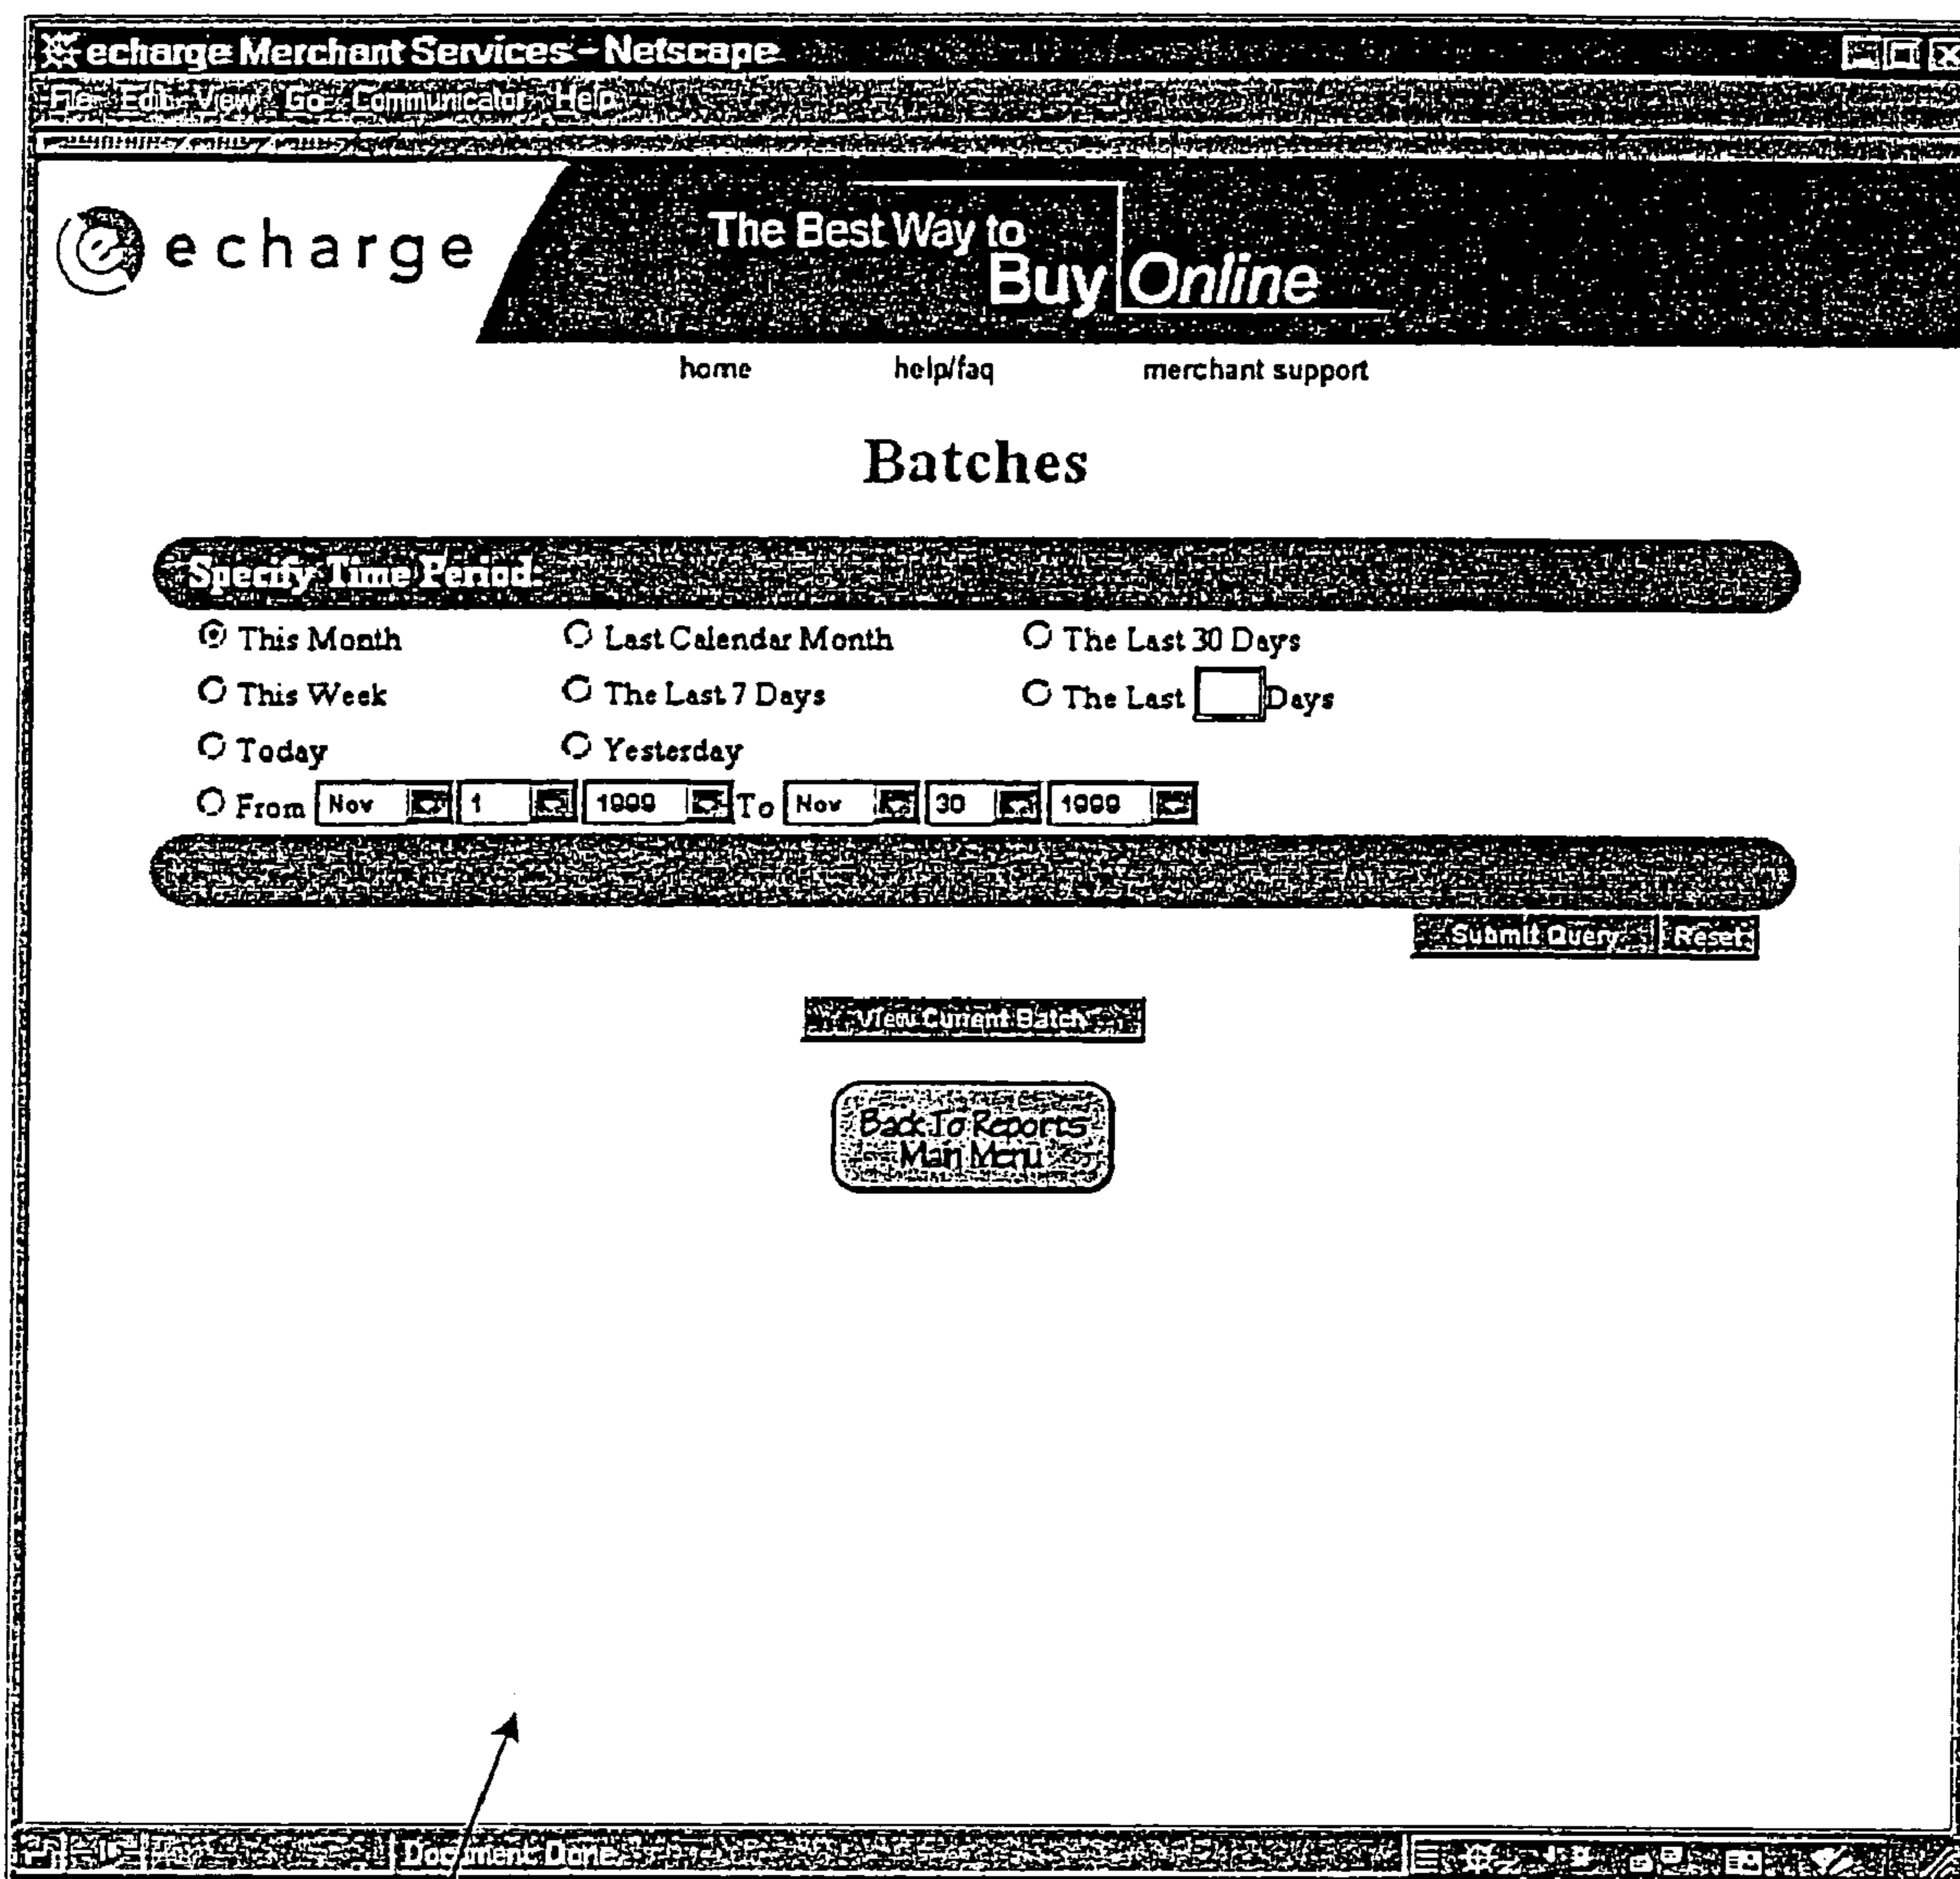 echarge Merchant Services - Netscape
File Edit View Go Communicator Help
e echarge
The Best Way to
Buy Online
home help/faq merchant support
Batches
Specify Time Period
This Month Last Calendar Month The Last 30 Days
This Week The Last 7 Days The Last Days
Today Yesterday
From Nov 1 1999 To Nov 30 1999
Submit Query Reset
View Current Batch
Back To Reports
Main Menu
Document: Done